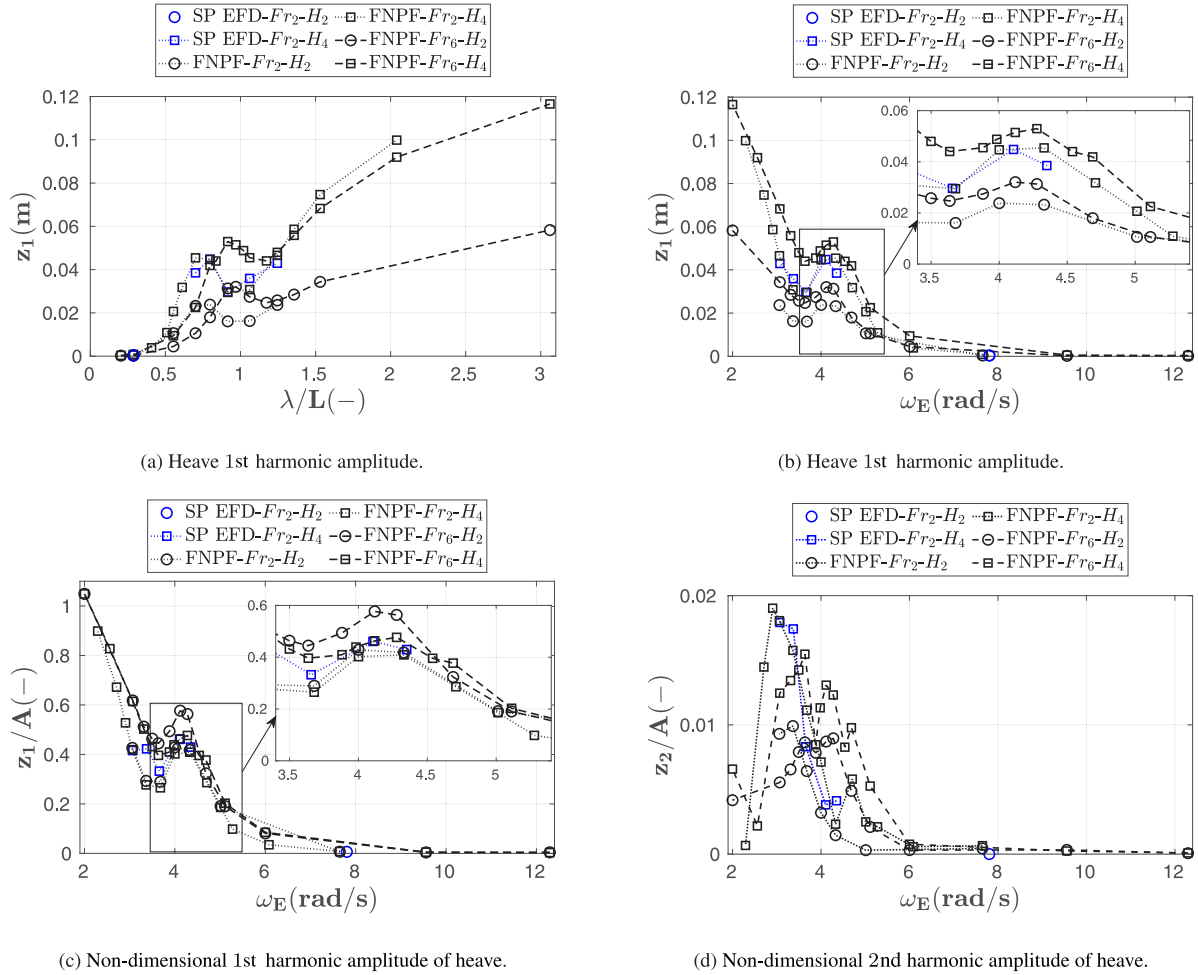 SP EFD-Fr₂-H₂ FNPF-Fr₂-H₄
SP EFD-Fr₂-H₄ FNPF-Fr₆-H₂
FNPF-Fr₂-H₂ FNPF-Fr₆-H₄
0.12
0.1
0.08
0.06
0.04
0.02
0
z₁(m)
0 0.5 1 1.5 2 2.5 3
λ/L(−)
(a) Heave 1st harmonic amplitude.
SP EFD-Fr₂-H₂ FNPF-Fr₂-H₄
SP EFD-Fr₂-H₄ FNPF-Fr₆-H₂
FNPF-Fr₂-H₂ FNPF-Fr₆-H₄
0.12
0.1
0.08
0.06
0.04
0.02
0
z₁(m)
0.06
0.04
0.02
0
3.5 4 4.5 5
2 4 6 8 10 12
ω_E(rad/s)
(b) Heave 1st harmonic amplitude.
SP EFD-Fr₂-H₂ FNPF-Fr₂-H₄
SP EFD-Fr₂-H₄ FNPF-Fr₆-H₂
FNPF-Fr₂-H₂ FNPF-Fr₆-H₄
1
0.8
0.6
0.4
0.2
0
z₁/A(−)
0.6
0.4
0.2
0
3.5 4 4.5 5
2 4 6 8 10 12
ω_E(rad/s)
(c) Non-dimensional 1st harmonic amplitude of heave.
SP EFD-Fr₂-H₂ FNPF-Fr₂-H₄
SP EFD-Fr₂-H₄ FNPF-Fr₆-H₂
FNPF-Fr₂-H₂ FNPF-Fr₆-H₄
0.02
0.01
0
z₂/A(−)
2 4 6 8 10 12
ω_E(rad/s)
(d) Non-dimensional 2nd harmonic amplitude of heave.